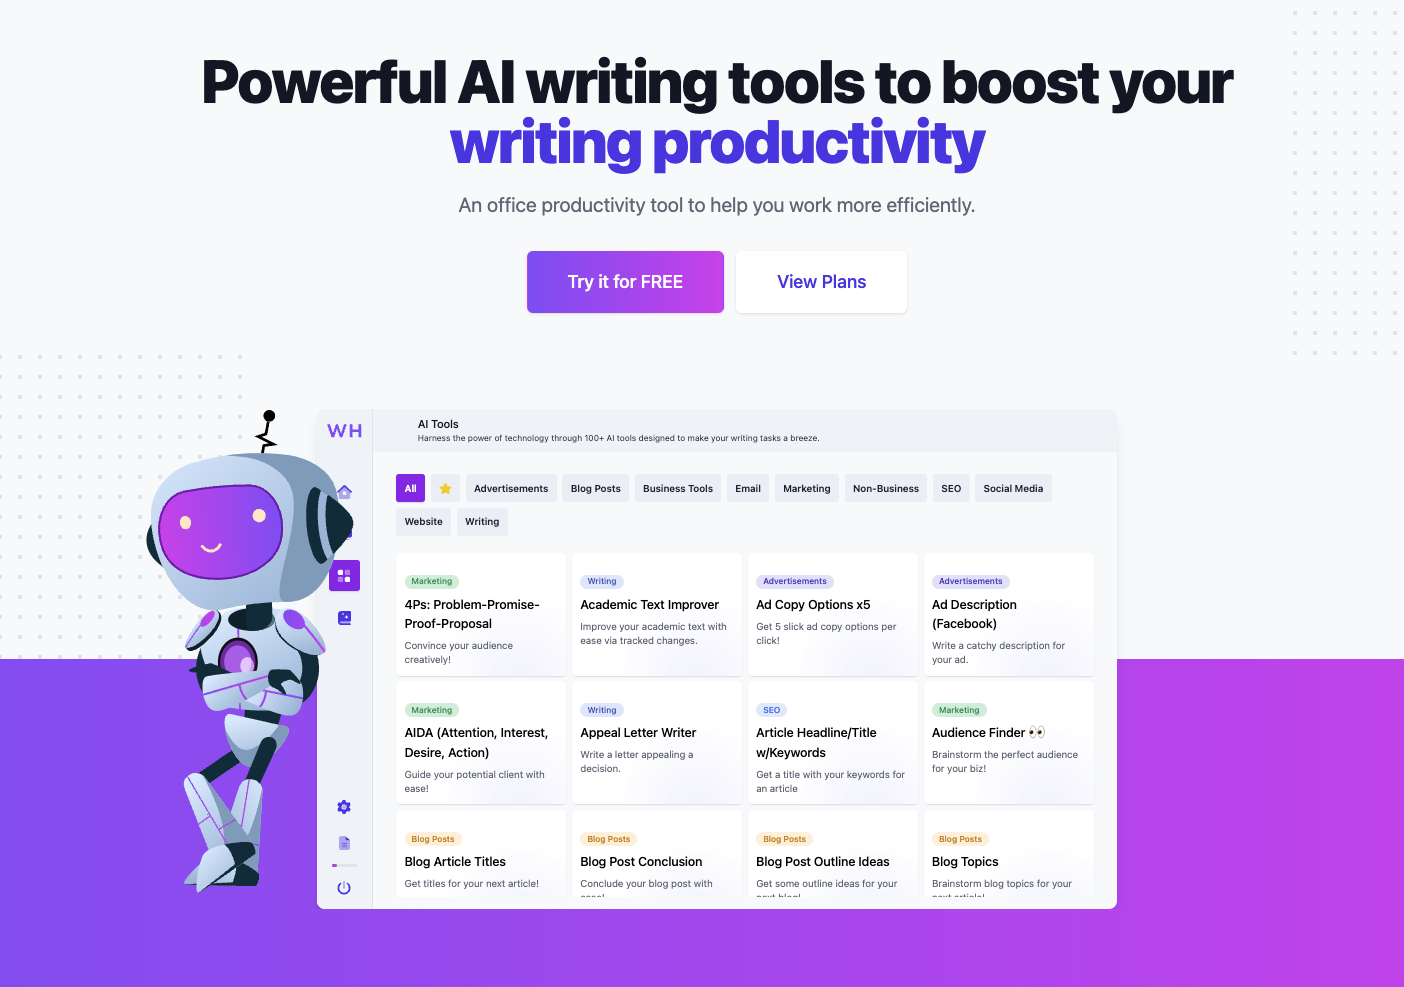 Powerful AI writing tools to boost your
writing productivity
An office productivity tool to help you work more efficiently.
Try it for FREE
View Plans
WH
AI Tools
Harness the power of technology through 100+ AI tools designed to make your writing tasks a breeze.
All
Advertisements
Blog Posts
Business Tools
Email
Marketing
Non-Business
SEO
Social Media
Website
Writing
Marketing
4Ps: Problem-Promise-
Proof-Proposal
Convince your audience
creatively!
Writing
Academic Text Improver
Improve your academic text with
ease via tracked changes.
Advertisements
Ad Copy Options x5
Get 5 slick ad copy options per
click!
Advertisements
Ad Description
(Facebook)
Write a catchy description for
your ad.
Marketing
AIDA (Attention, Interest,
Desire, Action)
Guide your potential client with
ease!
Writing
Appeal Letter Writer
Write a letter appealing a
decision.
SEO
Article Headline/Title
w/Keywords
Get a title with your keywords for
an article
Marketing
Audience Finder 👀
Brainstorm the perfect audience
for your biz!
Blog Posts
Blog Article Titles
Get titles for your next article!
Blog Posts
Blog Post Conclusion
Conclude your blog post with
ease!
Blog Posts
Blog Post Outline Ideas
Get some outline ideas for your
next blog!
Blog Posts
Blog Topics
Brainstorm blog topics for your
next article!